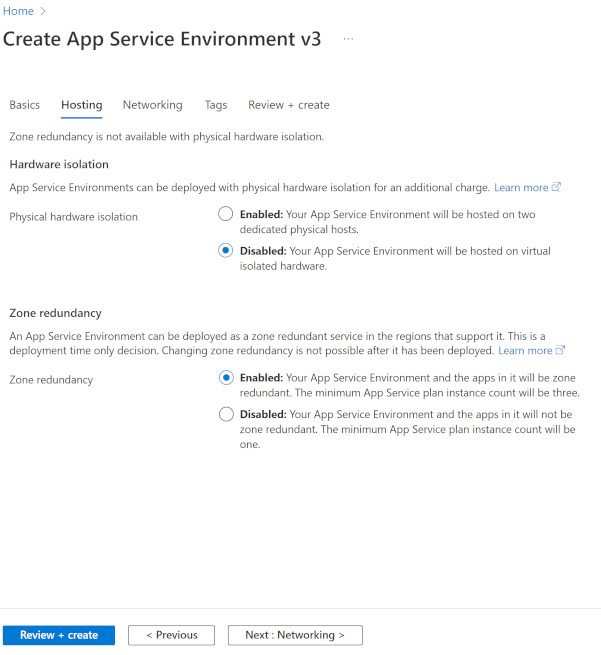 Home >
Create App Service Environment v3 ...
Basics Hosting Networking Tags Review + create
Zone redundancy is not available with physical hardware isolation.
Hardware isolation
App Service Environments can be deployed with physical hardware isolation for an additional charge. Learn more
Physical hardware isolation
Enabled: Your App Service Environment will be hosted on two
dedicated physical hosts.
Disabled: Your App Service Environment will be hosted on virtual
isolated hardware.
Zone redundancy
An App Service Environment can be deployed as a zone redundant service in the regions that support it. This is a
deployment time only decision. Changing zone redundancy is not possible after it has been deployed. Learn more
Zone redundancy
Enabled: Your App Service Environment and the apps in it will be zone
redundant. The minimum App Service plan instance count will be three.
Disabled: Your App Service Environment and the apps in it will not be
zone redundant. The minimum App Service plan instance count will be
one.
Review + create < Previous Next : Networking >